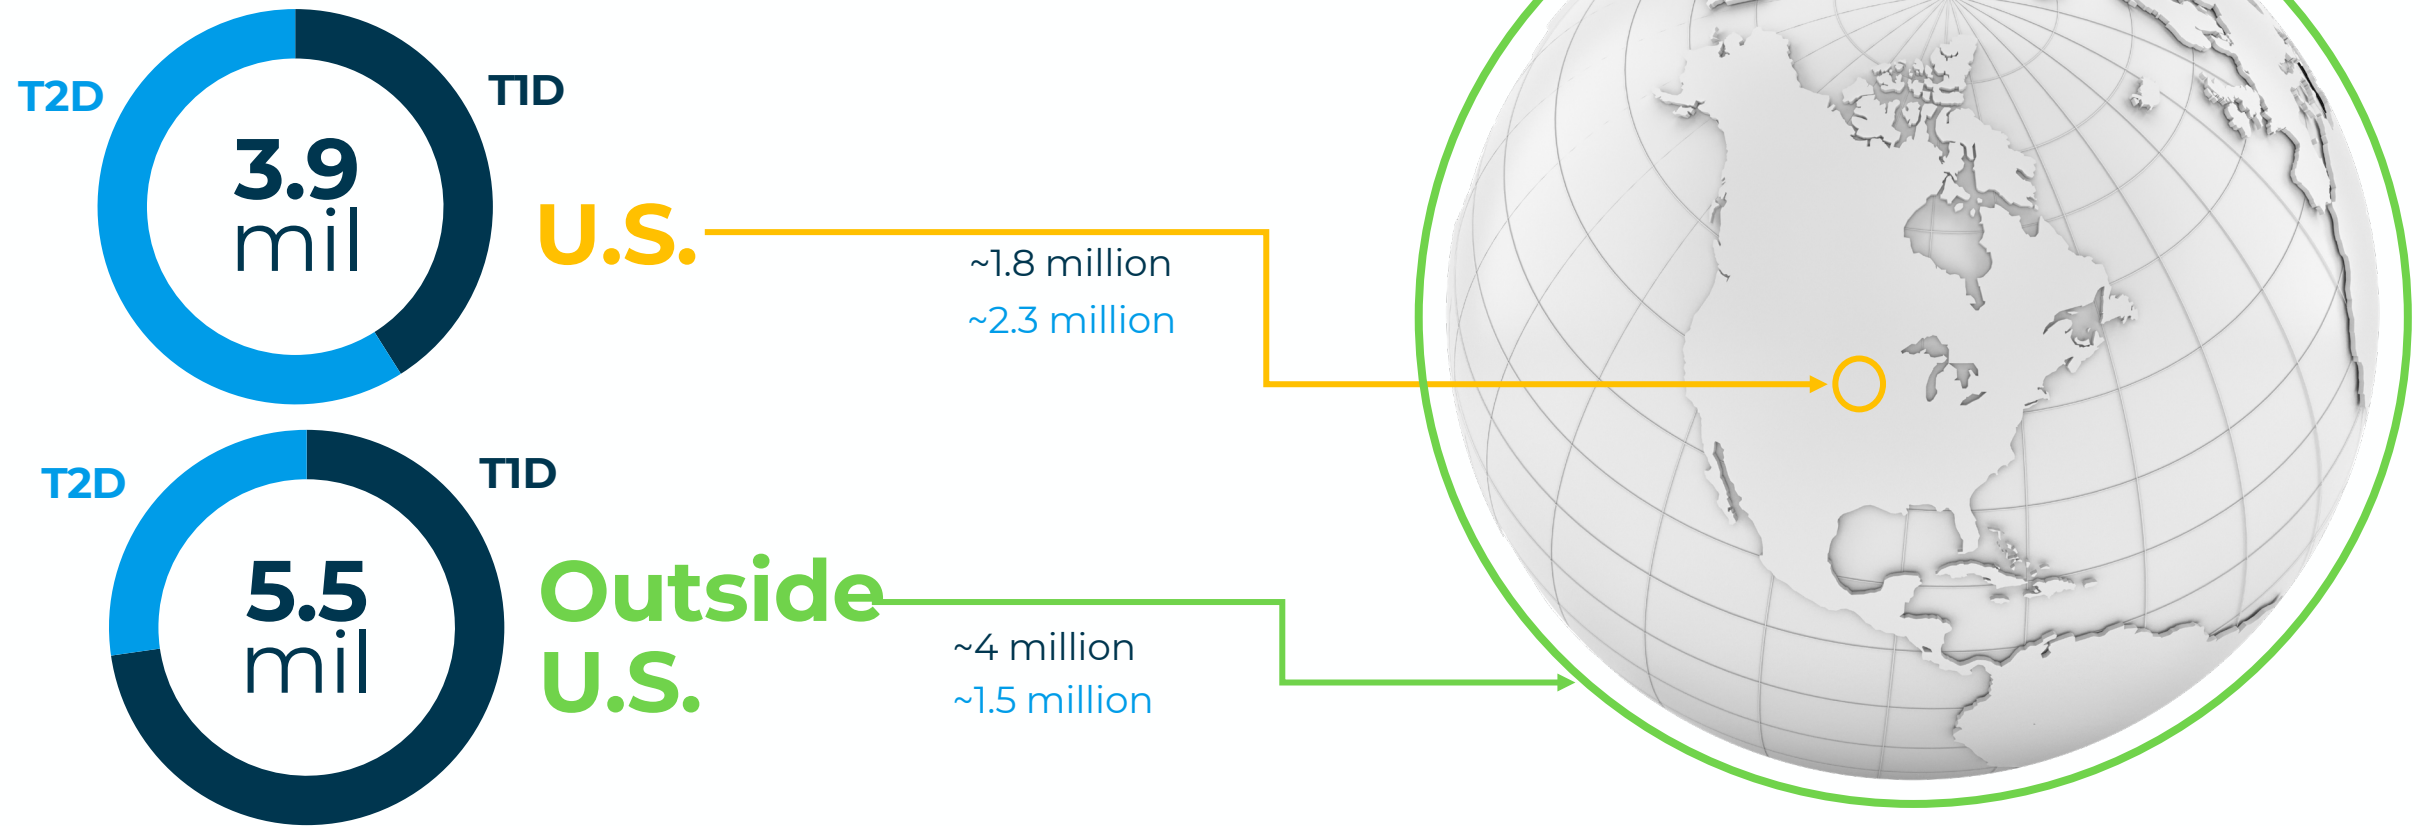 T2D
T1D
3.9
mil
U.S.
~1.8 million
~2.3 million
T2D
T1D
5.5
mil
Outside
U.S.
~4 million
~1.5 million